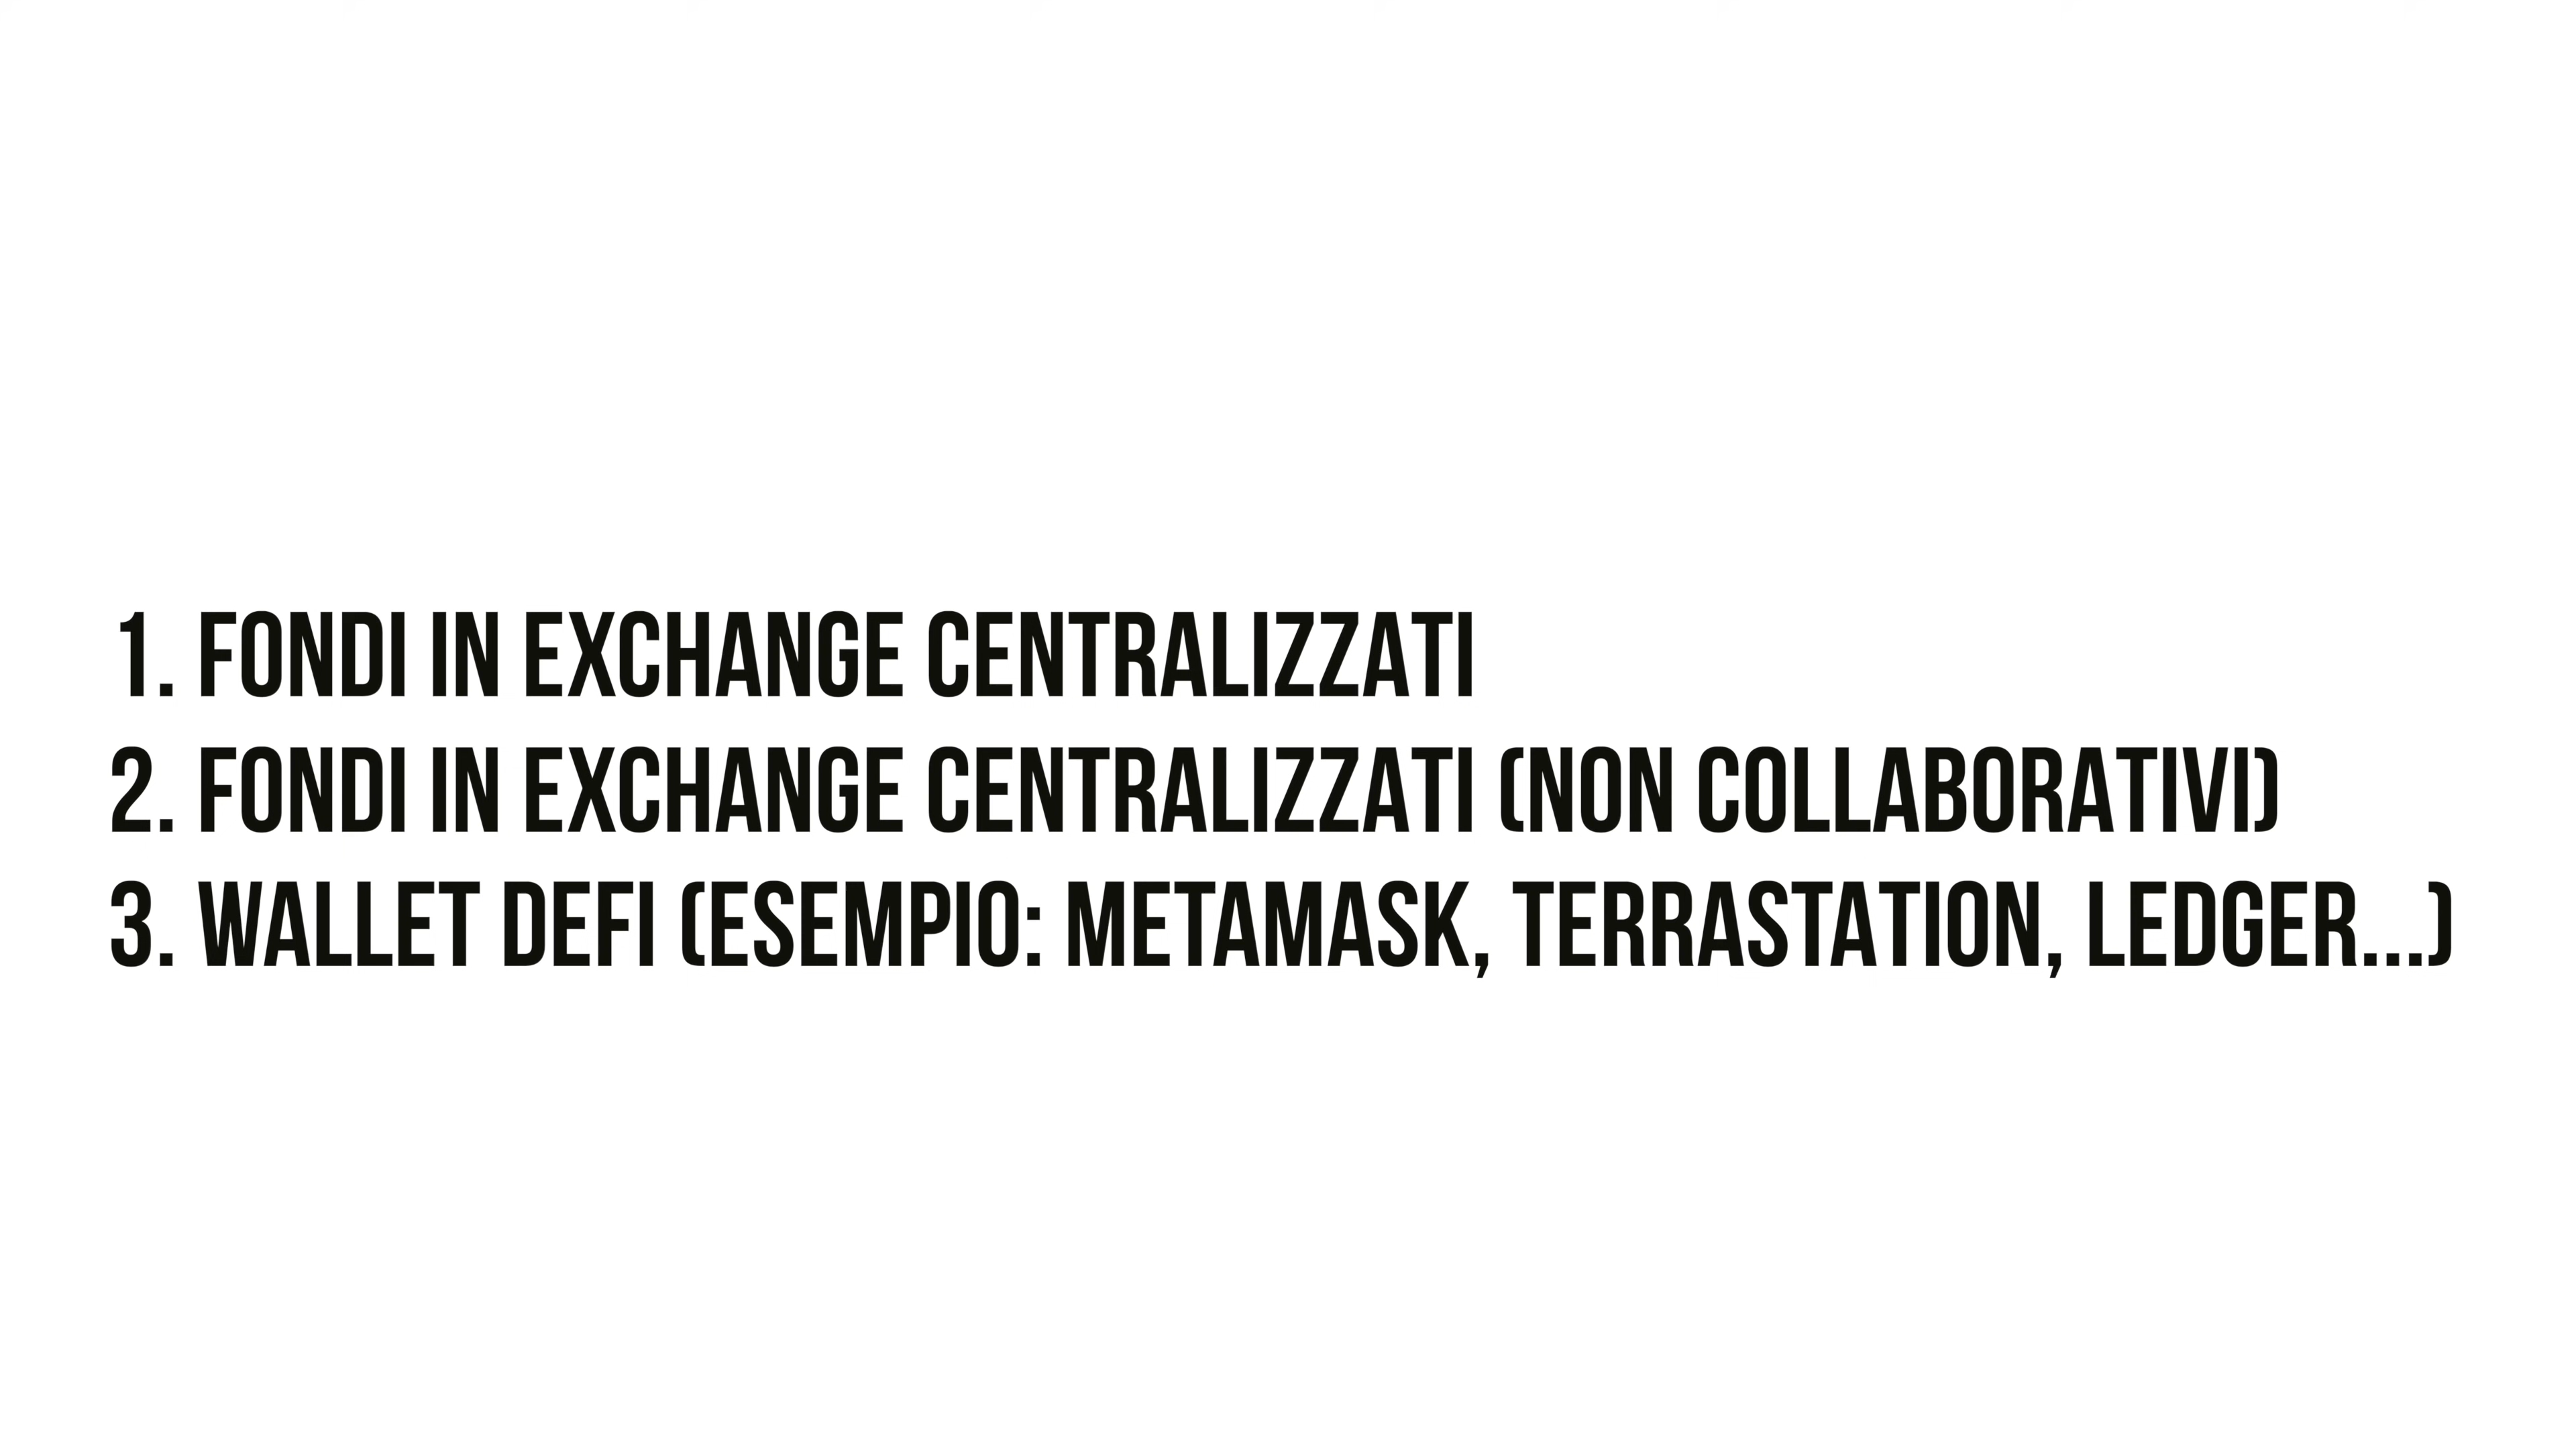 1. FONDI IN EXCHANGE CENTRALIZZATI
2. FONDI IN EXCHANGE CENTRALIZZATI (NON COLLABORATIVI)
3. WALLET DEFI (ESEMPIO: METAMASK, TERRASTATION, LEDGER...)